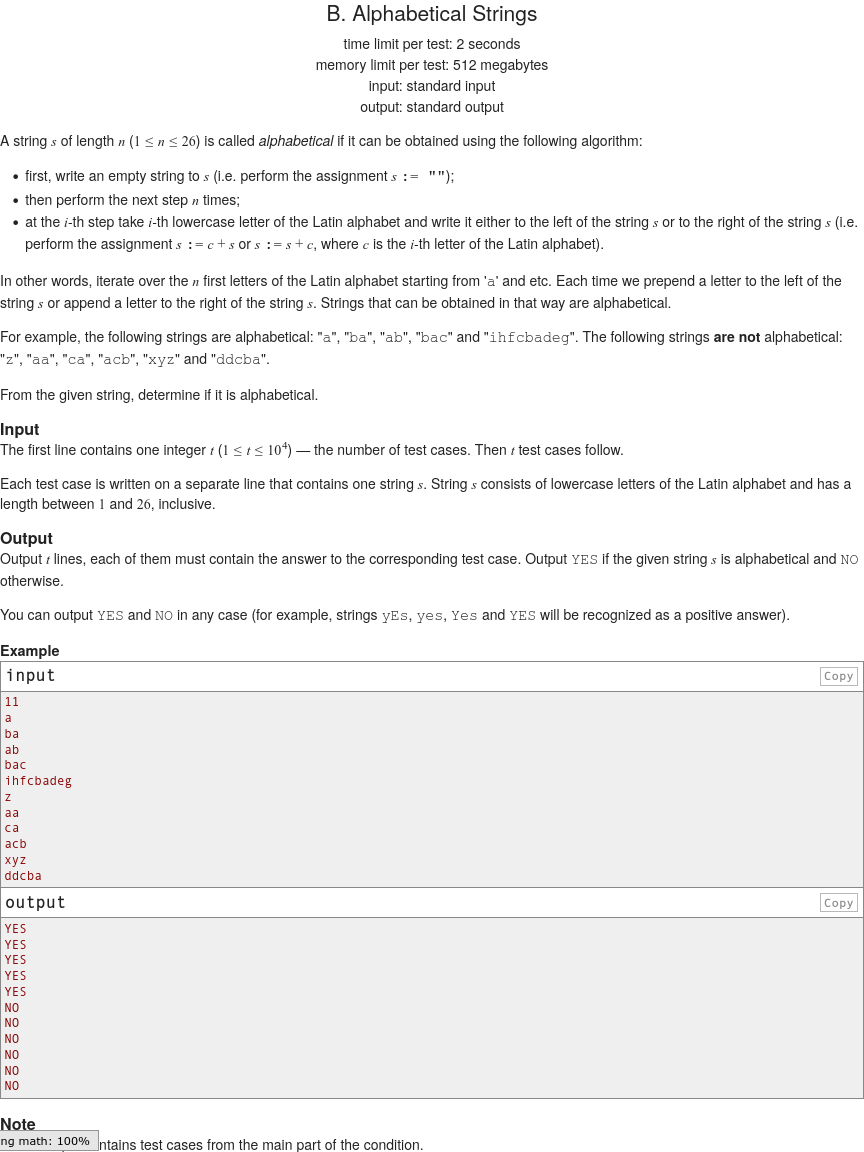 B. Alphabetical Strings
time limit per test: 2 seconds
memory limit per test: 512 megabytes
input: standard input
output: standard output
A string s of length n (1 ≤ n ≤ 26) is called alphabetical if it can be obtained using the following algorithm:
• first, write an empty string to s (i.e. perform the assignment s := "");
• then perform the next step n times;
• at the i-th step take i-th lowercase letter of the Latin alphabet and write it either to the left of the string s or to the right of the string s (i.e.
perform the assignment s := c + s or s := s + c, where c is the i-th letter of the Latin alphabet).
In other words, iterate over the n first letters of the Latin alphabet starting from 'a' and etc. Each time we prepend a letter to the left of the
string s or append a letter to the right of the string s. Strings that can be obtained in that way are alphabetical.
For example, the following strings are alphabetical: "a", "ba", "ab", "bac" and "ihfcbadeg". The following strings are not alphabetical:
"z", "aa", "ca", "acb", "xyz" and "ddcba".
From the given string, determine if it is alphabetical.
Input
The first line contains one integer t (1 ≤ t ≤ 10⁴) — the number of test cases. Then t test cases follow.
Each test case is written on a separate line that contains one string s. String s consists of lowercase letters of the Latin alphabet and has a
length between 1 and 26, inclusive.
Output
Output t lines, each of them must contain the answer to the corresponding test case. Output YES if the given string s is alphabetical and NO
otherwise.
You can output YES and NO in any case (for example, strings yEs, yes, Yes and YES will be recognized as a positive answer).
Example
input Copy
11
a
ba
ab
bac
ihfcbadeg
z
aa
ca
acb
xyz
ddcba
output Copy
YES
YES
YES
YES
YES
NO
NO
NO
NO
NO
NO
Note
ng math: 100% ntains test cases from the main part of the condition.